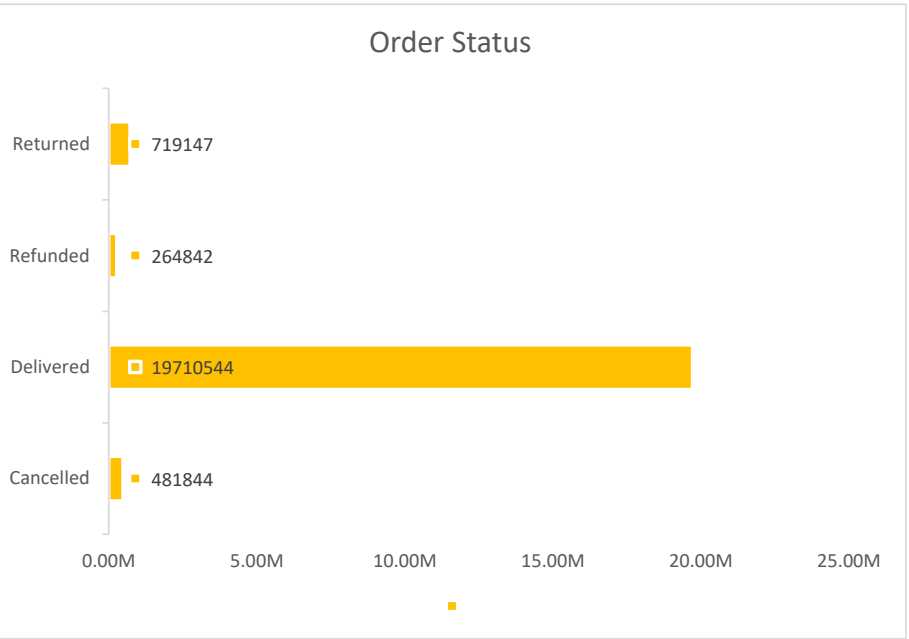 Order Status
Returned 719147
Refunded 264842
Delivered 19710544
Cancelled 481844
0.00M 5.00M 10.00M 15.00M 20.00M 25.00M